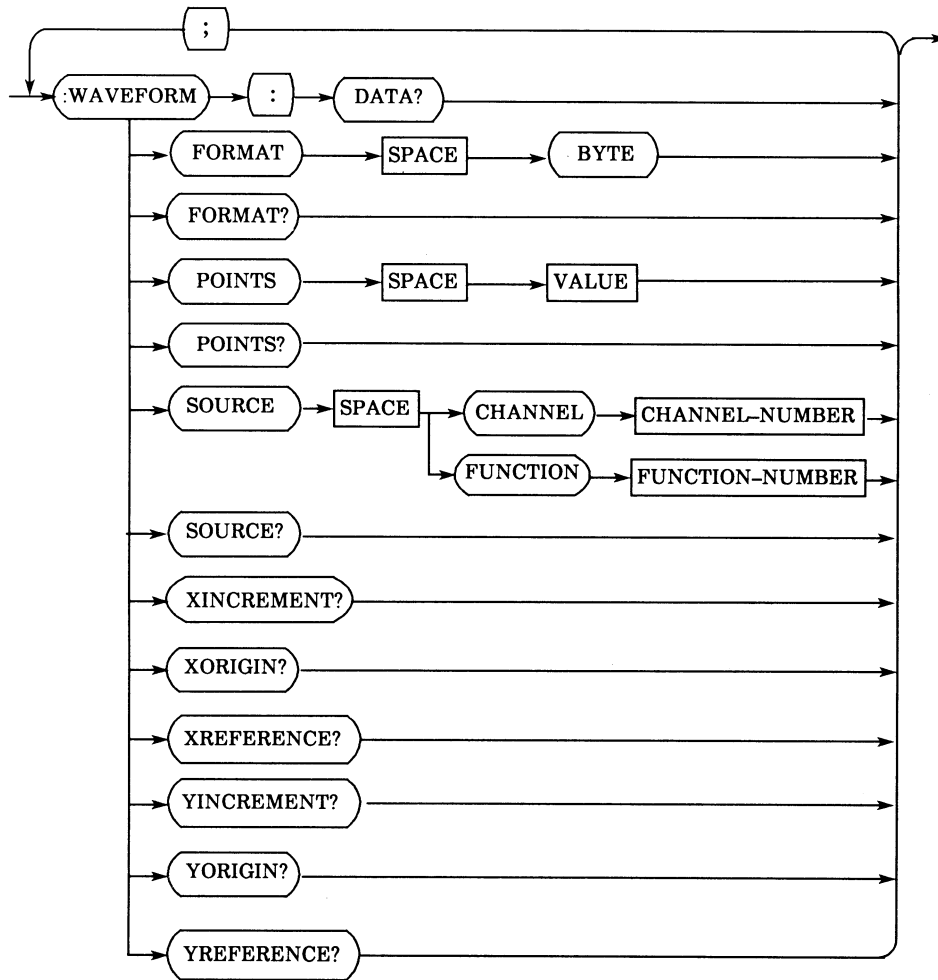 ;
:WAVEFORM : DATA?
FORMAT SPACE BYTE
FORMAT?
POINTS SPACE VALUE
POINTS?
SOURCE SPACE CHANNEL CHANNEL–NUMBER
FUNCTION FUNCTION–NUMBER
SOURCE?
XINCREMENT?
XORIGIN?
XREFERENCE?
YINCREMENT?
YORIGIN?
YREFERENCE?